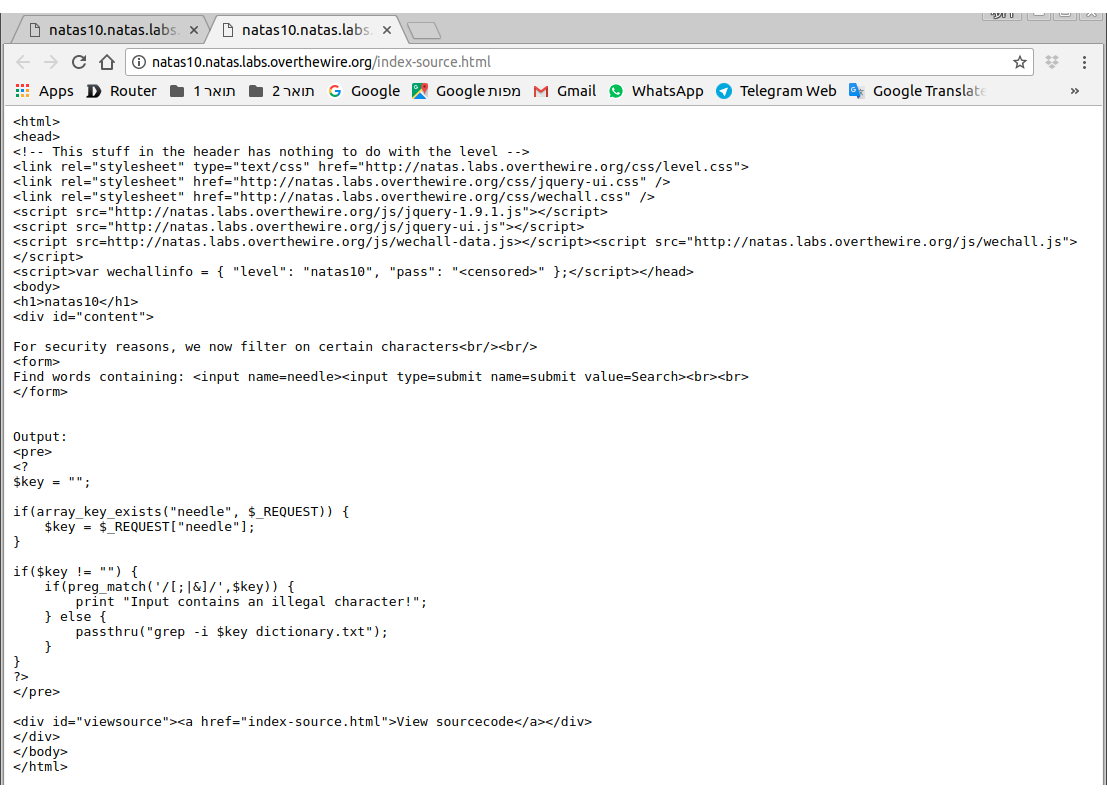 natas10.natas.labs. × natas10.natas.labs. ×
natas10.natas.labs.overthewire.org/index-source.html
Apps Router תואר 1 תואר 2 Google Google מפות Gmail WhatsApp Telegram Web Google Translate »
<html>
<head>
<!-- This stuff in the header has nothing to do with the level -->
<link rel="stylesheet" type="text/css" href="http://natas.labs.overthewire.org/css/level.css">
<link rel="stylesheet" href="http://natas.labs.overthewire.org/css/jquery-ui.css" />
<link rel="stylesheet" href="http://natas.labs.overthewire.org/css/wechall.css" />
<script src="http://natas.labs.overthewire.org/js/jquery-1.9.1.js"></script>
<script src="http://natas.labs.overthewire.org/js/jquery-ui.js"></script>
<script src=http://natas.labs.overthewire.org/js/wechall-data.js></script><script src="http://natas.labs.overthewire.org/js/wechall.js">
</script>
<script>var wechallinfo = { "level": "natas10", "pass": "<censored>" };</script></head>
<body>
<h1>natas10</h1>
<div id="content">

For security reasons, we now filter on certain characters<br/><br/>
<form>
Find words containing: <input name=needle><input type=submit name=submit value=Search><br><br>
</form>


Output:
<pre>
<?
$key = "";

if(array_key_exists("needle", $_REQUEST)) {
    $key = $_REQUEST["needle"];
}

if($key != "") {
    if(preg_match('/[;|&]/',$key)) {
        print "Input contains an illegal character!";
    } else {
        passthru("grep -i $key dictionary.txt");
    }
}
?>
</pre>

<div id="viewsource"><a href="index-source.html">View sourcecode</a></div>
</div>
</body>
</html>